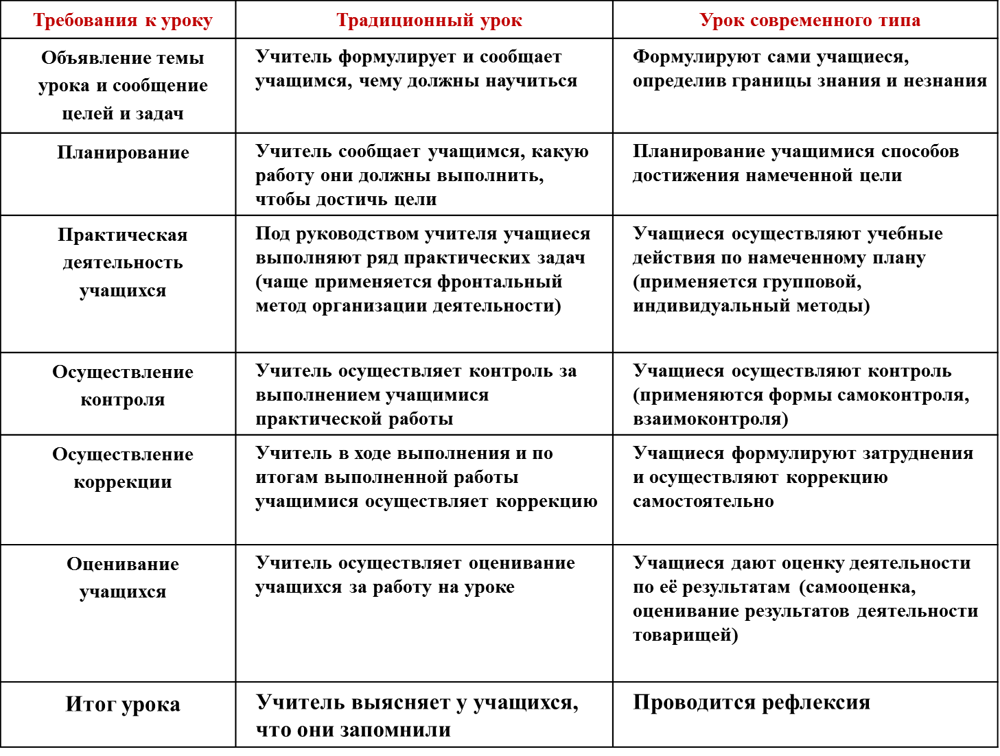 Требования к уроку
Традиционный урок
Урок современного типа
Объявление темы
урока и сообщение
целей и задач
Учитель формулирует и сообщает
учащимся, чему должны научиться
Формулируют сами учащиеся,
определив границы знания и незнания
Планирование
Учитель сообщает учащимся, какую
работу они должны выполнить,
чтобы достичь цели
Планирование учащимися способов
достижения намеченной цели
Практическая
деятельность
учащихся
Под руководством учителя учащиеся
выполняют ряд практических задач
(чаще применяется фронтальный
метод организации деятельности)
Учащиеся осуществляют учебные
действия по намеченному плану
(применяется групповой,
индивидуальный методы)
Осуществление
контроля
Учитель осуществляет контроль за
выполнением учащимися
практической работы
Учащиеся осуществляют контроль
(применяются формы самоконтроля,
взаимоконтроля)
Осуществление
коррекции
Учитель в ходе выполнения и по
итогам выполненной работы
учащимися осуществляет коррекцию
Учащиеся формулируют затруднения
и осуществляют коррекцию
самостоятельно
Оценивание
учащихся
Учитель осуществляет оценивание
учащихся за работу на уроке
Учащиеся дают оценку деятельности
по её результатам (самооценка,
оценивание результатов деятельности
товарищей)
Итог урока
Учитель выясняет у учащихся,
что они запомнили
Проводится рефлексия